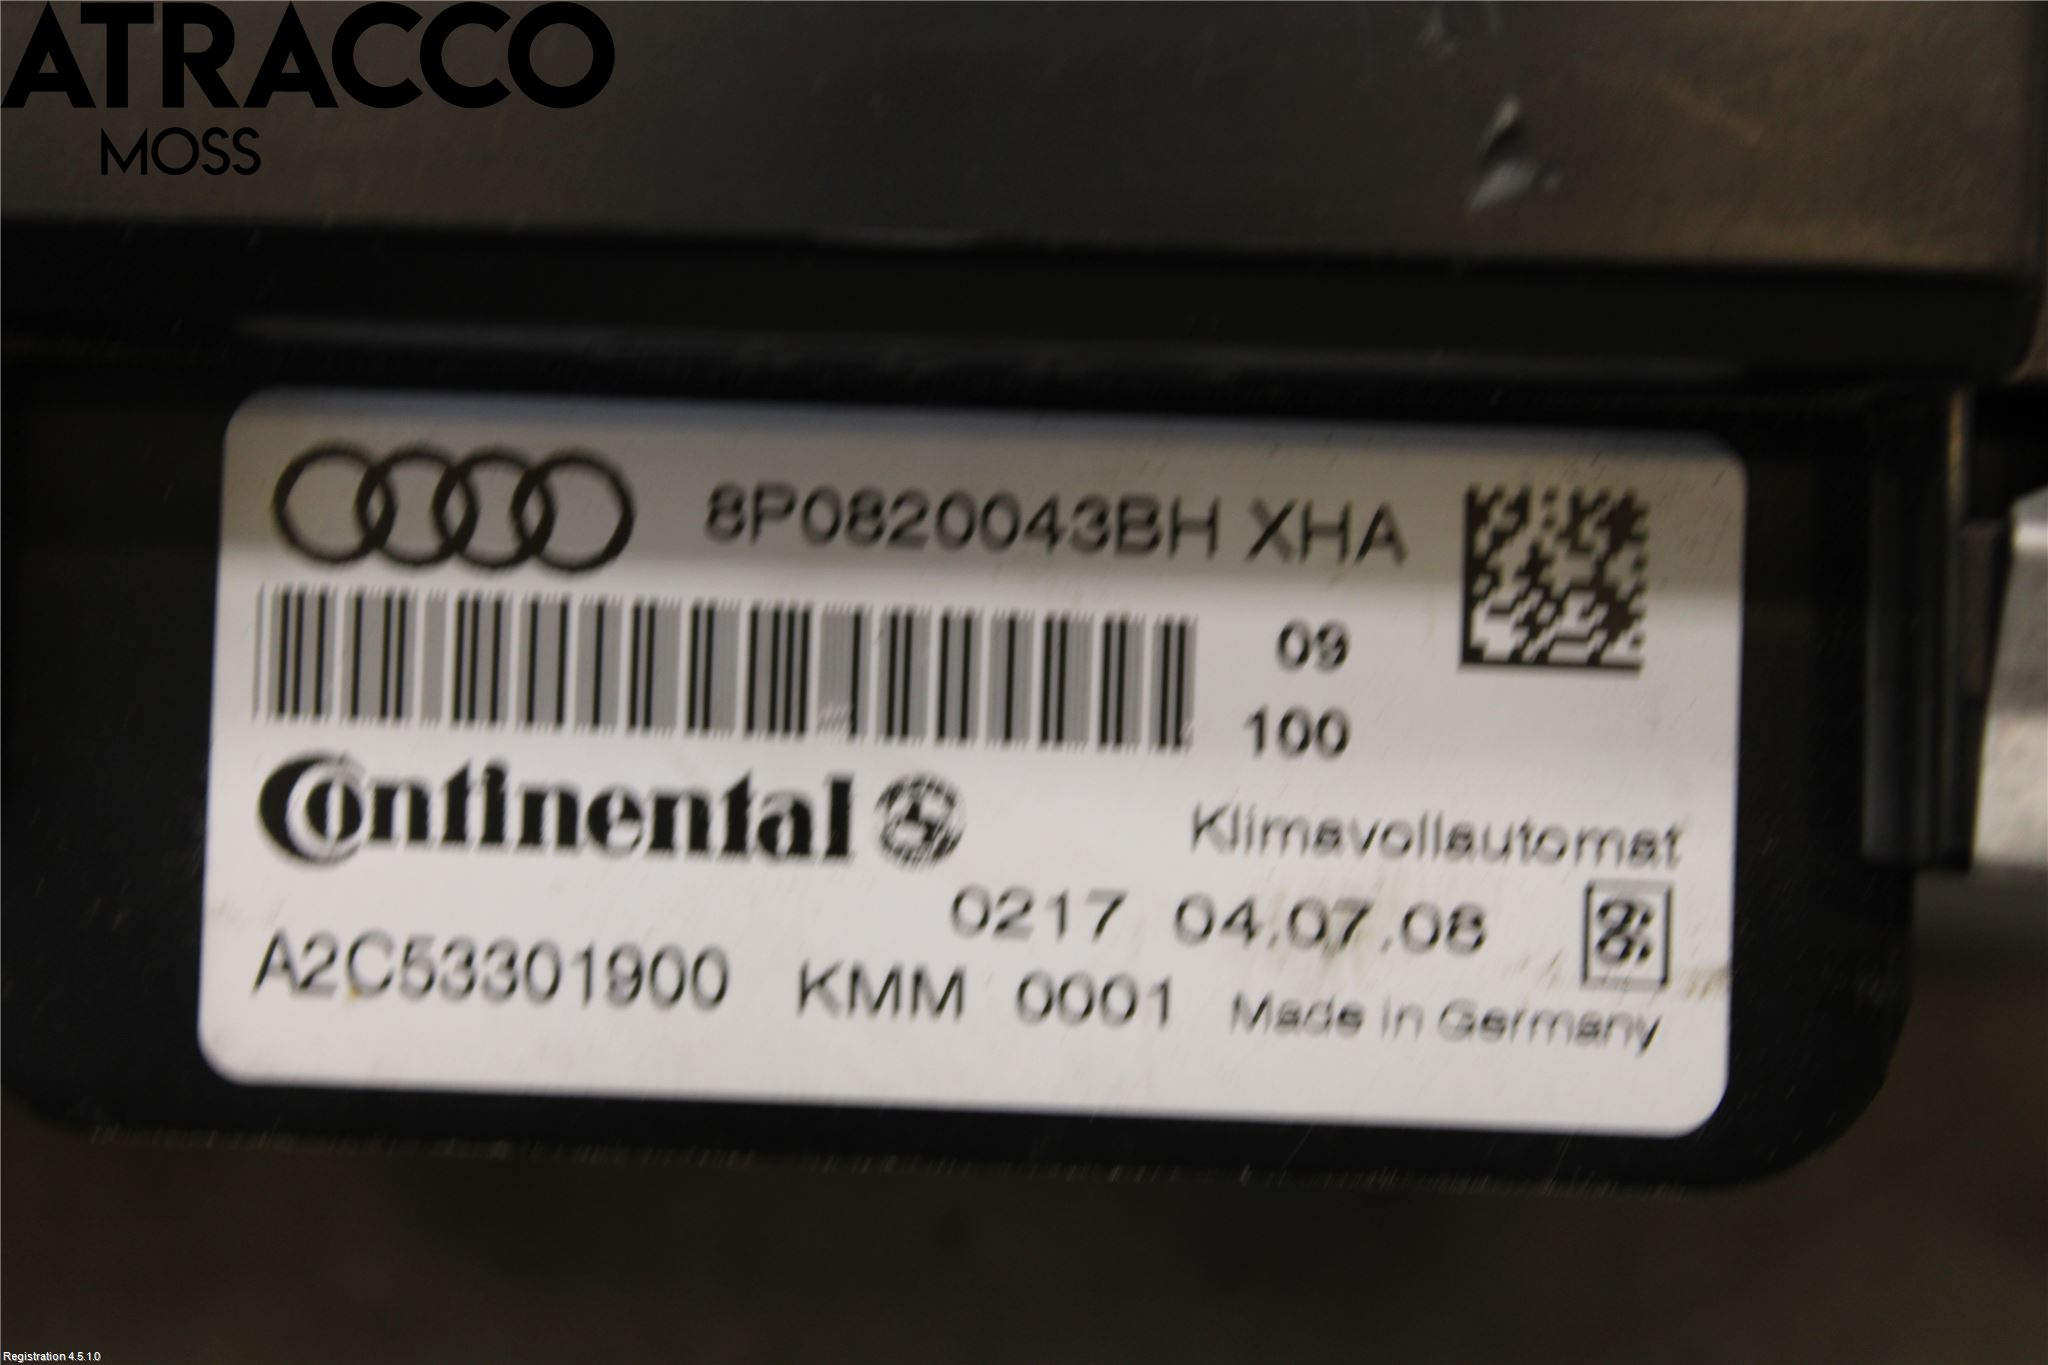 ATRACCO
MOSS
8P0820043BH XHA
09
100
Continental
Klimavollautomat
0217 04.07.08
A2C53301900 KMM 0001 Made in Germany
Registration 4.5.1.0